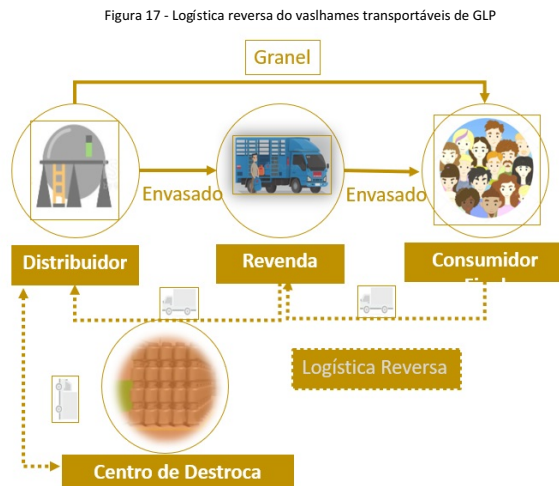 Figura 17 - Logística reversa do vaslhames transportáveis de GLP
Granel
Envasado
Envasado
Distribuidor
Revenda
Consumidor
Logística Reversa
Centro de Destroca